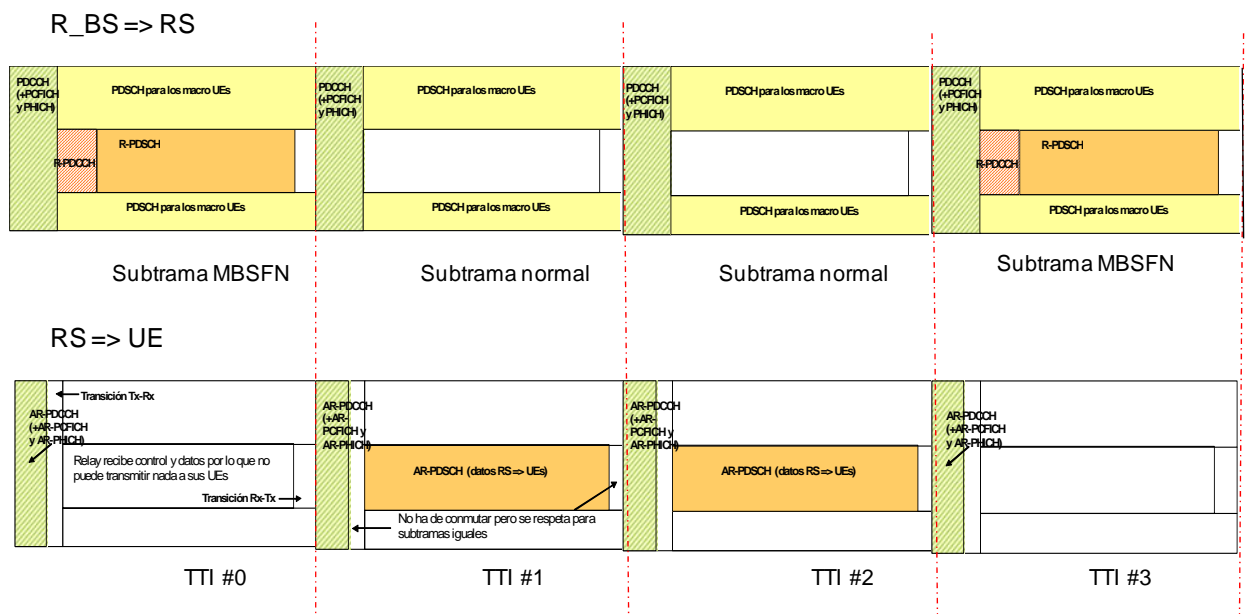 R_BS => RS
PDCCH
(+PCFICH
y PHICH)
PDSCH para los macro UEs
R-PDSCH
R-PDCCH
PDSCH para los macro UEs
PDCCH
(+PCFICH
y PHICH)
PDSCH para los macro UEs
PDSCH para los macro UEs
PDCCH
(+PCFICH
y PHICH)
PDSCH para los macro UEs
PDSCH para los macro UEs
PDCCH
(+PCFICH
y PHICH)
PDSCH para los macro UEs
R-PDSCH
R-PDCCH
PDSCH para los macro UEs
Subtrama MBSFN
Subtrama normal
Subtrama normal
Subtrama MBSFN
RS => UE
Transición Tx-Rx
AR-PDCCH
(+AR-PCFICH
y AR-PHICH)
Relay recibe control y datos por lo que no
puede transmitir nada a sus UEs
Transición Rx-Tx
AR-PDCCH
(+AR-
PCFICH y
AR-PHICH)
AR-PDSCH (datos RS => UEs)
No ha de conmutar pero se respeta para
subtramas iguales
AR-PDCCH
(+AR-
PCFICH y
AR-PHICH)
AR-PDSCH (datos RS => UEs)
AR-PDCCH
(+AR-PCFICH
y AR-PHICH)
TTI #0
TTI #1
TTI #2
TTI #3